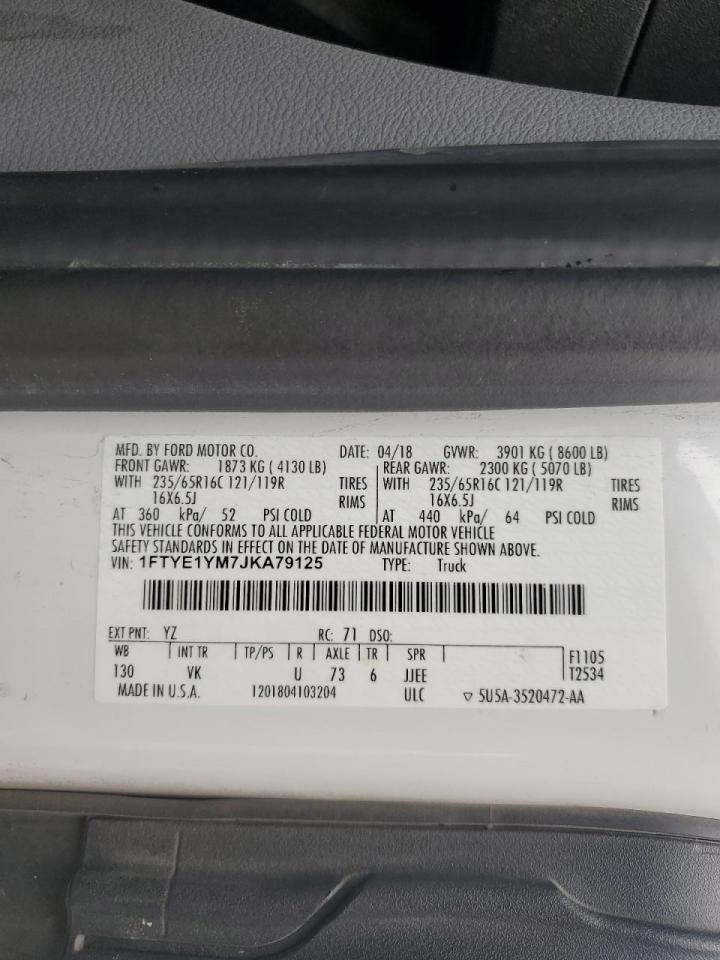 MFD. BY FORD MOTOR CO. DATE: 04/18 GVWR: 3901 KG ( 8600 LB)
FRONT GAWR: 1873 KG ( 4130 LB) REAR GAWR: 2300 KG ( 5070 LB)
WITH 235/65R16C 121/119R TIRES WITH 235/65R16C 121/119R TIRES
16X6.5J RIMS 16X6.5J RIMS
AT 360 kPa/ 52 PSI COLD AT 440 kPa/ 64 PSI COLD
THIS VEHICLE CONFORMS TO ALL APPLICABLE FEDERAL MOTOR VEHICLE
SAFETY STANDARDS IN EFFECT ON THE DATE OF MANUFACTURE SHOWN ABOVE.
VIN: 1FTYE1YM7JKA79125 TYPE: Truck
EXT PNT: YZ RC: 71 DSO:
WB INT TR TP/PS R AXLE TR SPR F1105
130 VK U 73 6 JJEE T2534
MADE IN U.S.A. 1201804103204 ULC ▽ 5U5A-3520472-AA